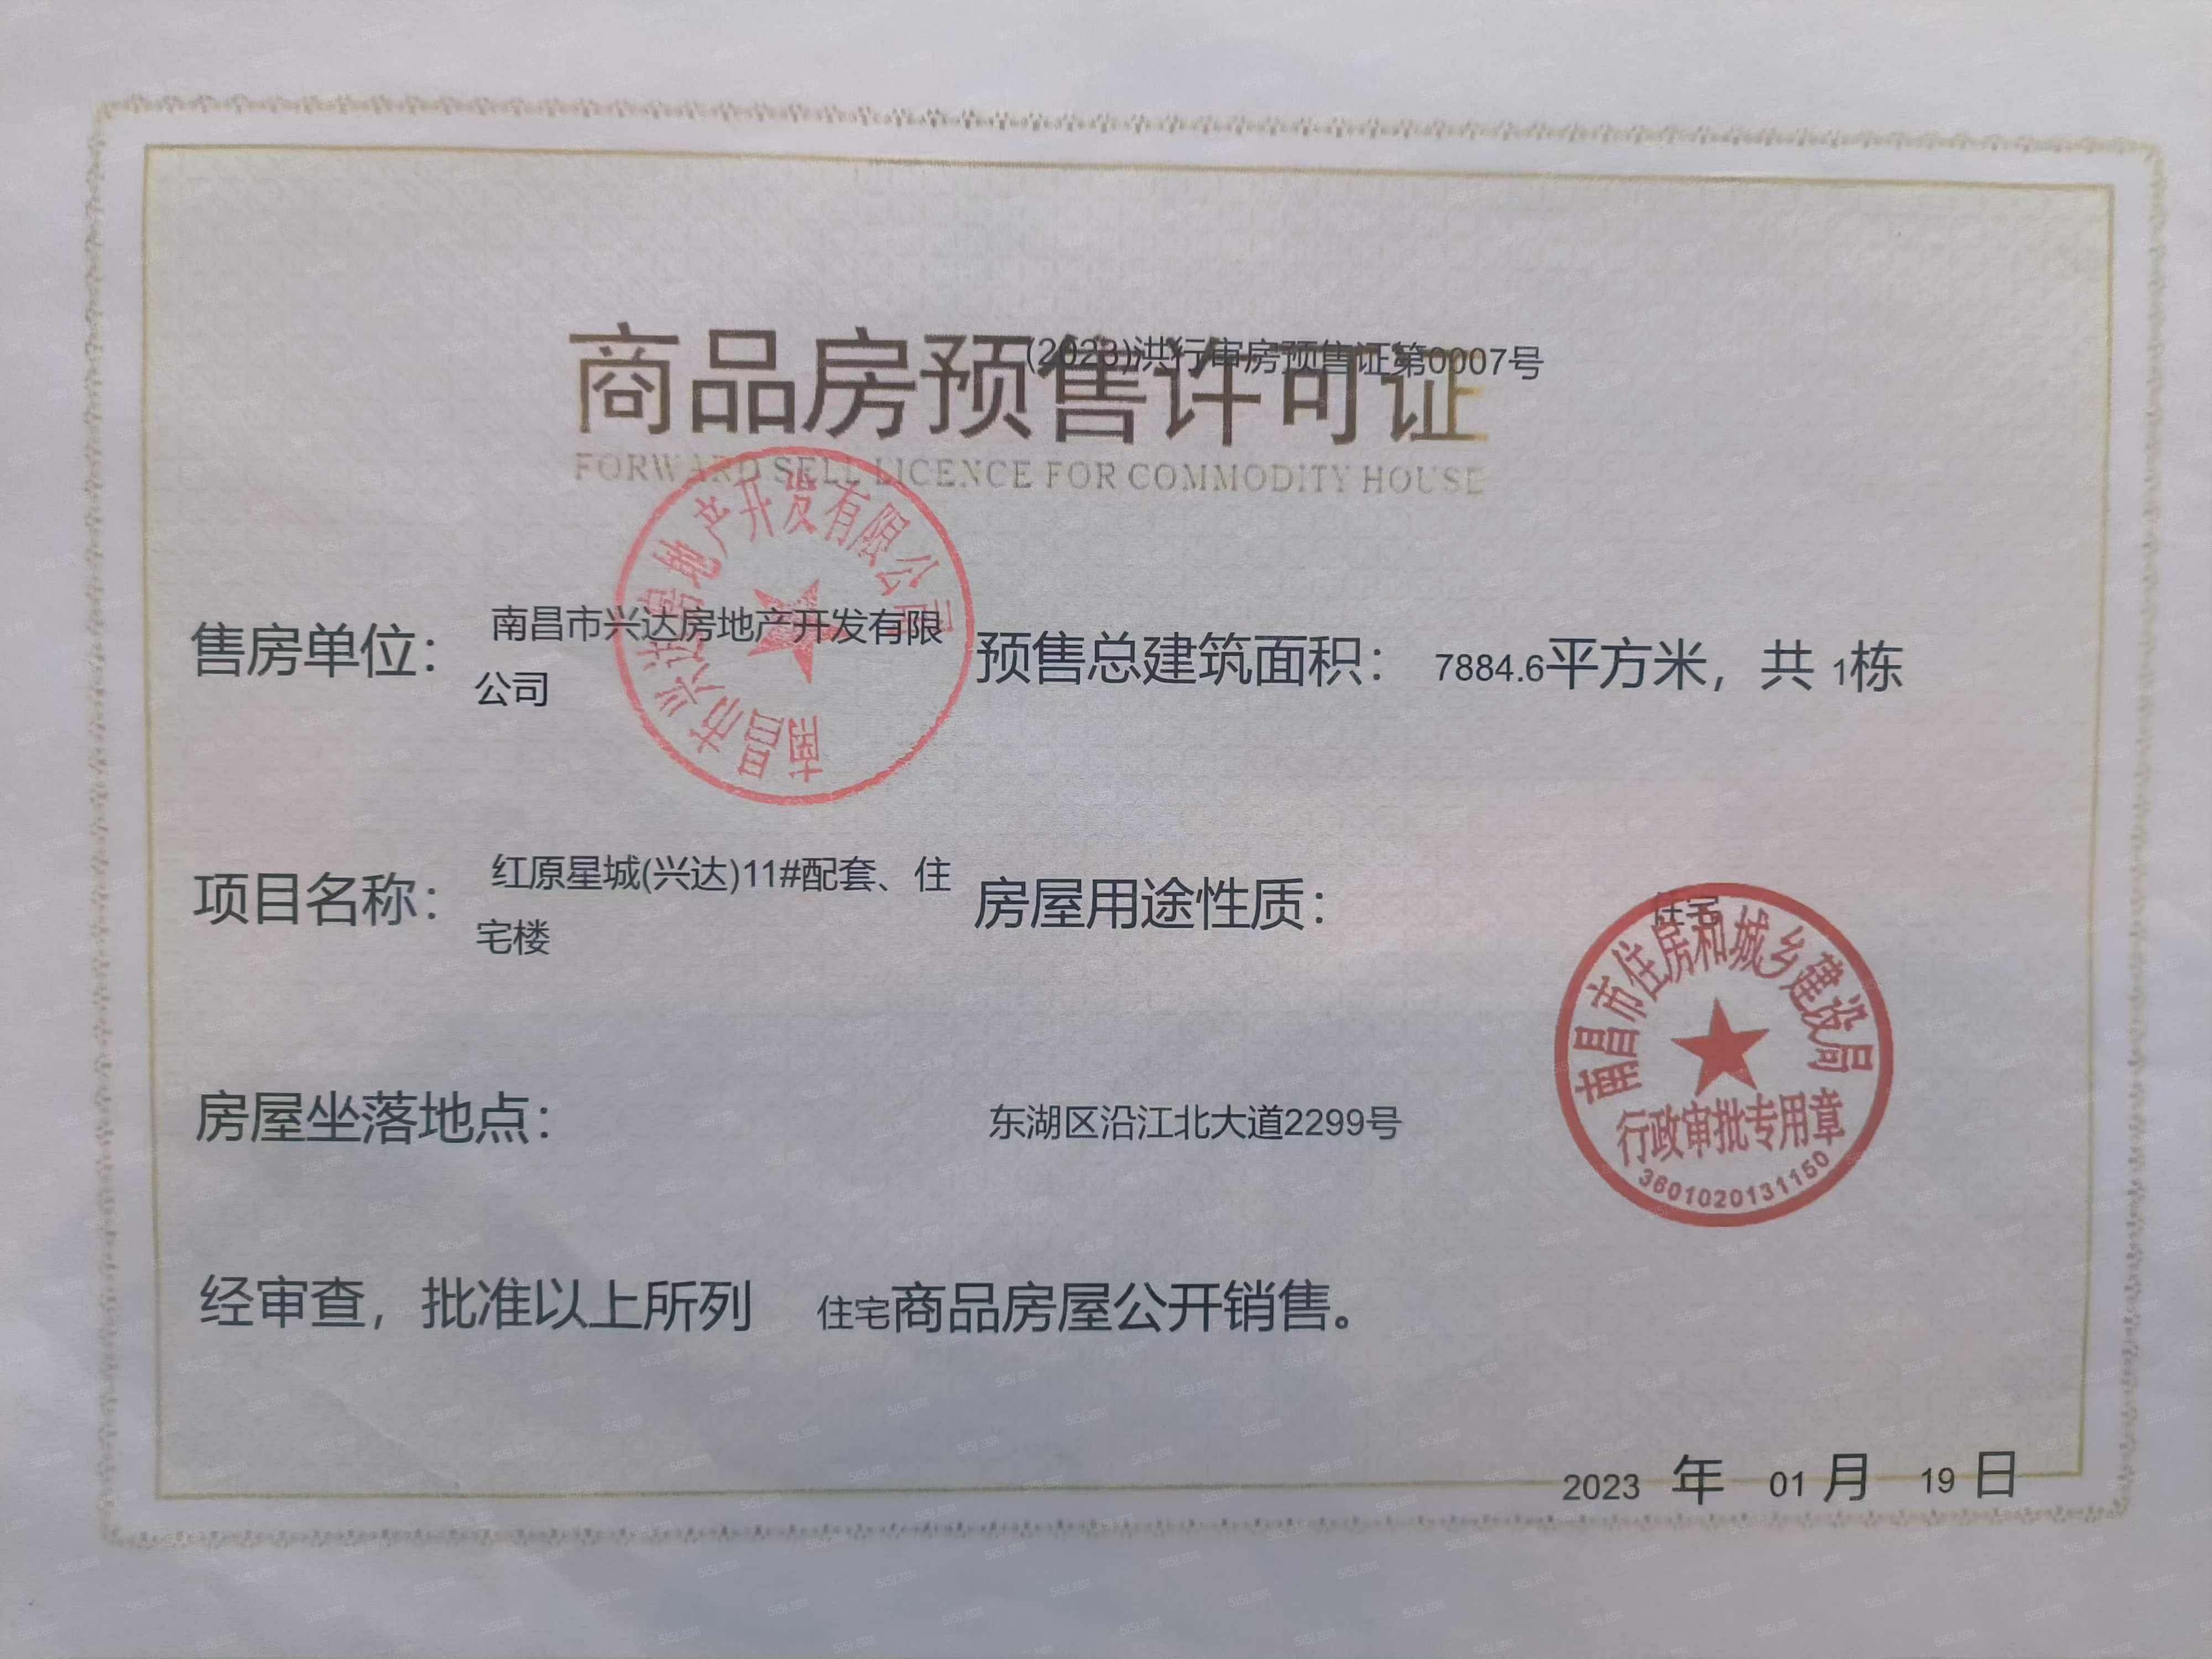 (2023)洪行审房预售证第0007号
商品房预售许可证
FORWARD SELL LICENCE FOR COMMODITY HOUSE
售房单位： 南昌市兴达房地产开发有限
公司
预售总建筑面积： 7884.6平方米，共 1栋
南昌市兴达房地产开发有限公司
项目名称： 红原星城(兴达)11#配套、住
宅楼
房屋用途性质： 住宅
房屋坐落地点： 东湖区沿江北大道2299号
南昌市住房和城乡建设局
行政审批专用章
3601020131150
经审查，批准以上所列 住宅商品房屋公开销售。
2023 年 01 月 19 日
5i5j.com